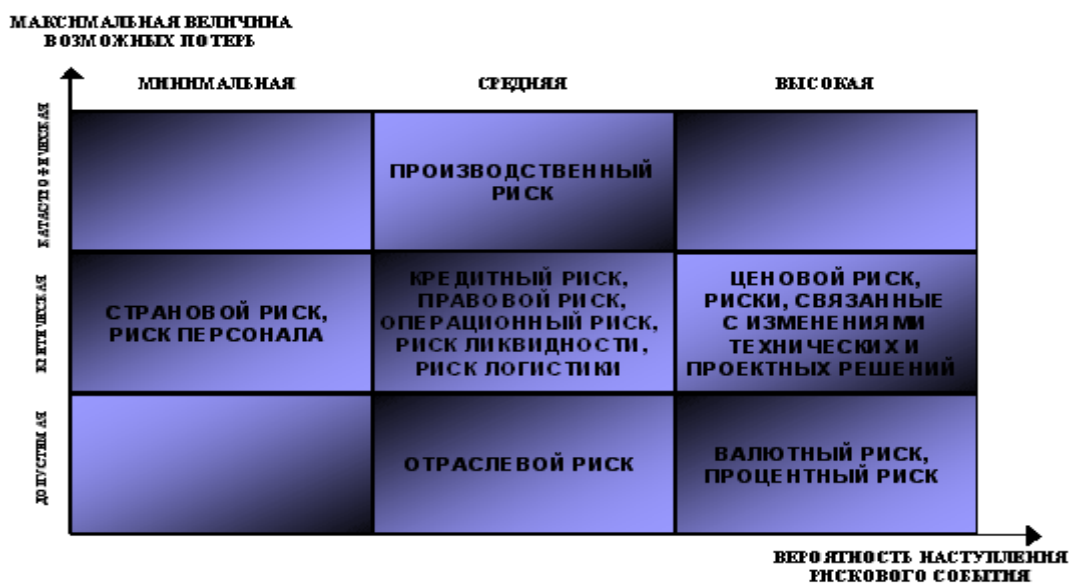 МАКСИМАЛЬНАЯ ВЕЛИЧИНА
ВОЗМОЖНЫХ ПОТЕРЬ
МИНИМАЛЬНАЯ
СРЕДНЯЯ
ВЫСОКАЯ
КАТАСТРОФИЧЕСКАЯ
ПРОИЗВОДСТВЕННЫЙ
РИСК
КРИТИЧЕСКАЯ
СТРАНОВОЙ РИСК,
РИСК ПЕРСОНАЛА
КРЕДИТНЫЙ РИСК,
ПРАВОВОЙ РИСК,
ОПЕРАЦИОННЫЙ РИСК,
РИСК ЛИКВИДНОСТИ,
РИСК ЛОГИСТИКИ
ЦЕНОВОЙ РИСК,
РИСКИ, СВЯЗАННЫЕ
С ИЗМЕНЕНИЯМИ
ТЕХНИЧЕСКИХ И
ПРОЕКТНЫХ РЕШЕНИЙ
ДОПУСТИМАЯ
ОТРАСЛЕВОЙ РИСК
ВАЛЮТНЫЙ РИСК,
ПРОЦЕНТНЫЙ РИСК
ВЕРОЯТНОСТЬ НАСТУПЛЕНИЯ
РИСКОВОГО СОБЫТИЯ